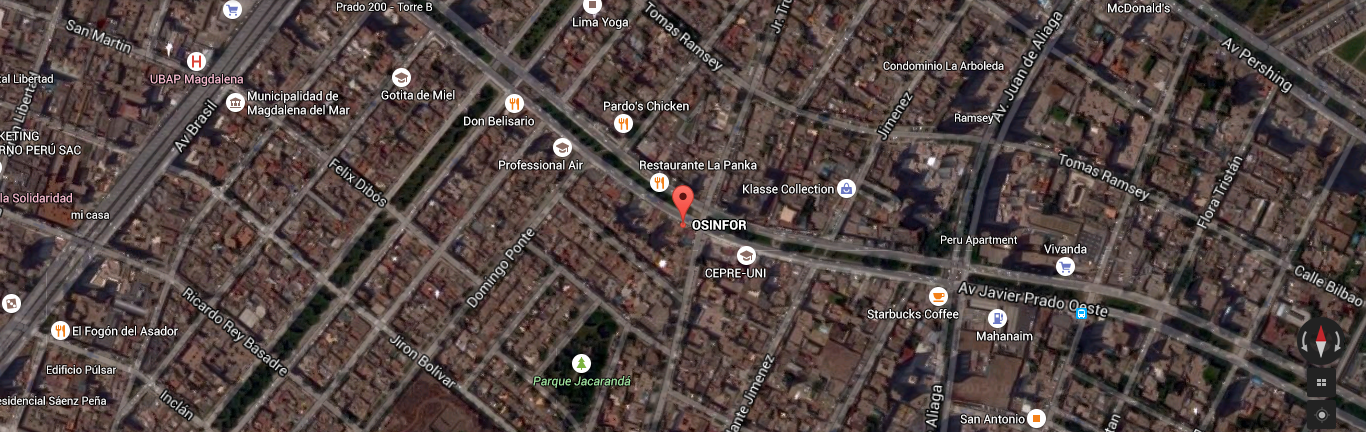 Prado 200 - Torre B
Lima Yoga
McDonald's
San Martin
Tomas Ramsey
Jr. Tru
Av Pershing
UBAP Magdalena
tal Libertad
Gotita de Miel
Condominio La Arboleda
Av. Juan de Aliaga
Municipalidad de
Magdalena del Mar
Pardo's Chicken
Don Belisario
Jimenez
Ramsey
Av Brasil
KETING
RNO PERÚ SAC
Professional Air
Restaurante La Panka
Tomas Ramsey
Felix Dibós
Klasse Collection
Flora Tristán
la Solidaridad
mi casa
OSINFOR
Peru Apartment
Vivanda
CEPRE-UNI
Domingo Ponte
Calle Bilbao
Av Javier Prado Oeste
Starbucks Coffee
Ricardo Rey Basadre
El Fogón del Asador
Mahanaim
Jiron Bolivar
Edificio Púlsar
Parque Jacarandá
esidencial Sáenz Peña
Inclán
ante Jimenez
Aliaga
San Antonio
tan